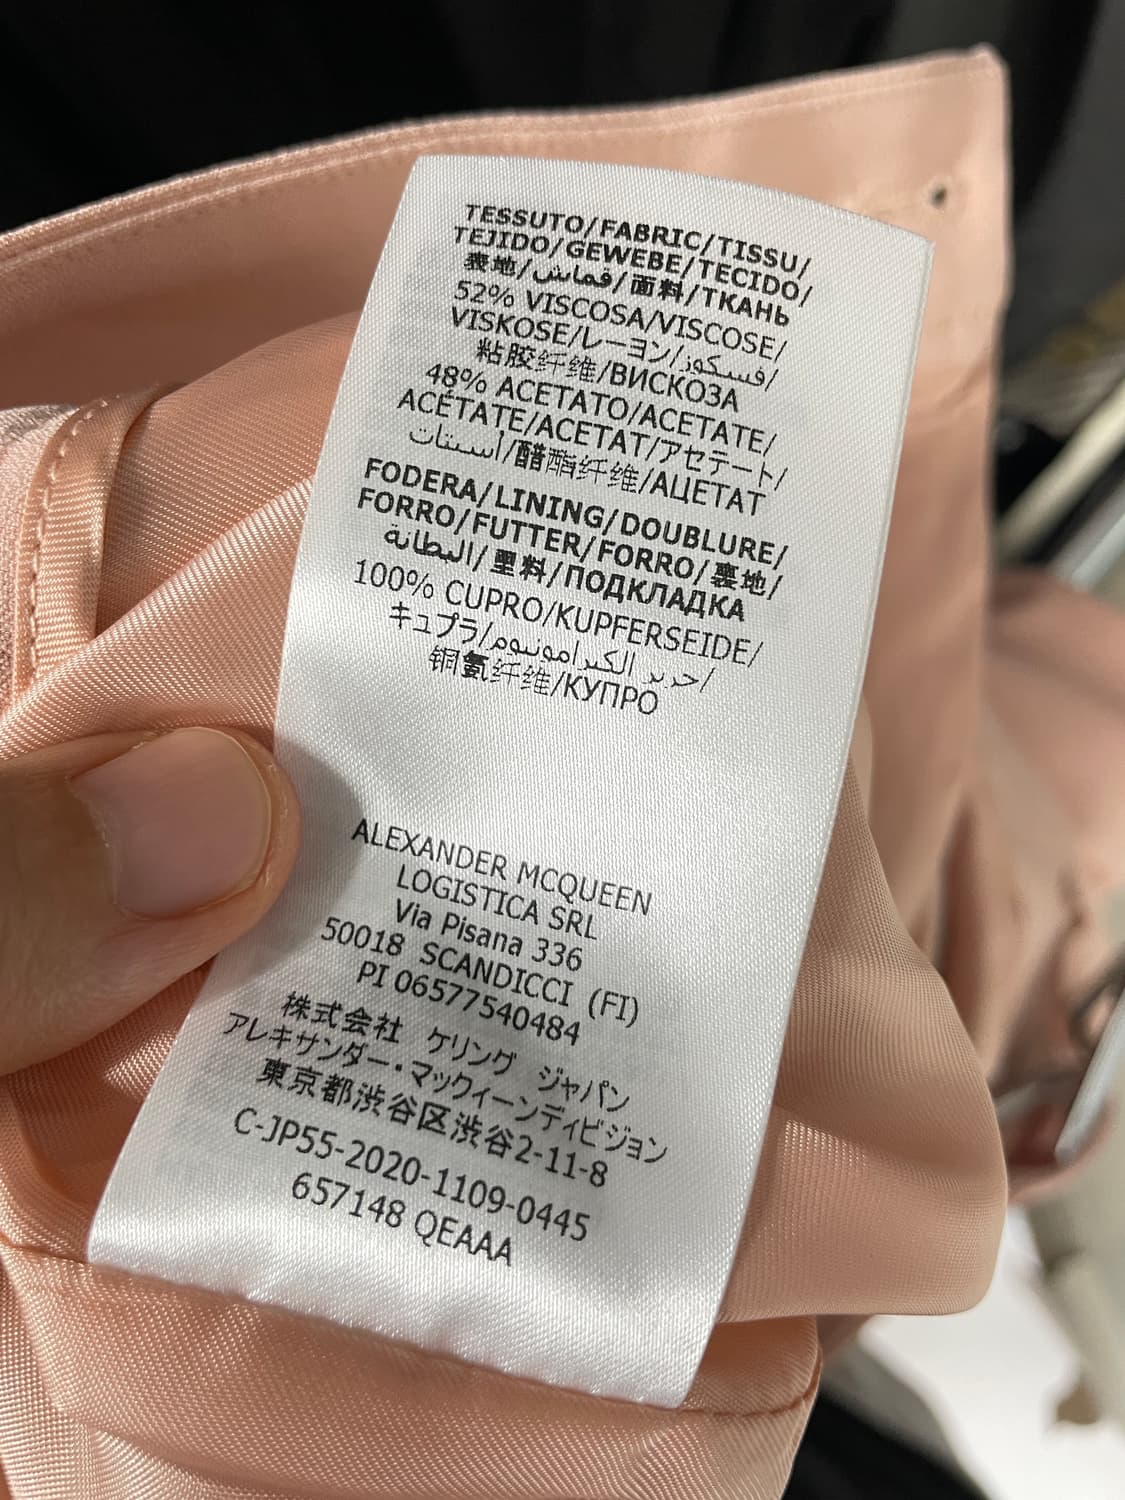 TESSUTO/FABRIC/TISSU/
TEJIDO/GEWEBE/TECIDO/
表地/قماش/面料/ТКАНЬ
52% VISCOSA/VISCOSE/
VISKOSE/レーヨン/فسكوز/
粘胶纤维/ВИСКОЗА
48% ACETATO/ACETATE/
ACÉTATE/ACETAT/アセテート/
أسيتات/醋酯纤维/АЦЕТАТ
FODERA/LINING/DOUBLURE/
FORRO/FUTTER/FORRO/裏地/
البطانة/里料/ПОДКЛАДКА
100% CUPRO/KUPFERSEIDE/
キュプラ/حرير الكبرامونيوم/
铜氨纤维/КУПРО
ALEXANDER MCQUEEN
LOGISTICA SRL
Via Pisana 336
50018 SCANDICCI (FI)
PI 06577540484
株式会社 ケリング ジャパン
アレキサンダー・マックィーンディビジョン
東京都渋谷区渋谷2-11-8
C-JP55-2020-1109-0445
657148 QEAAA